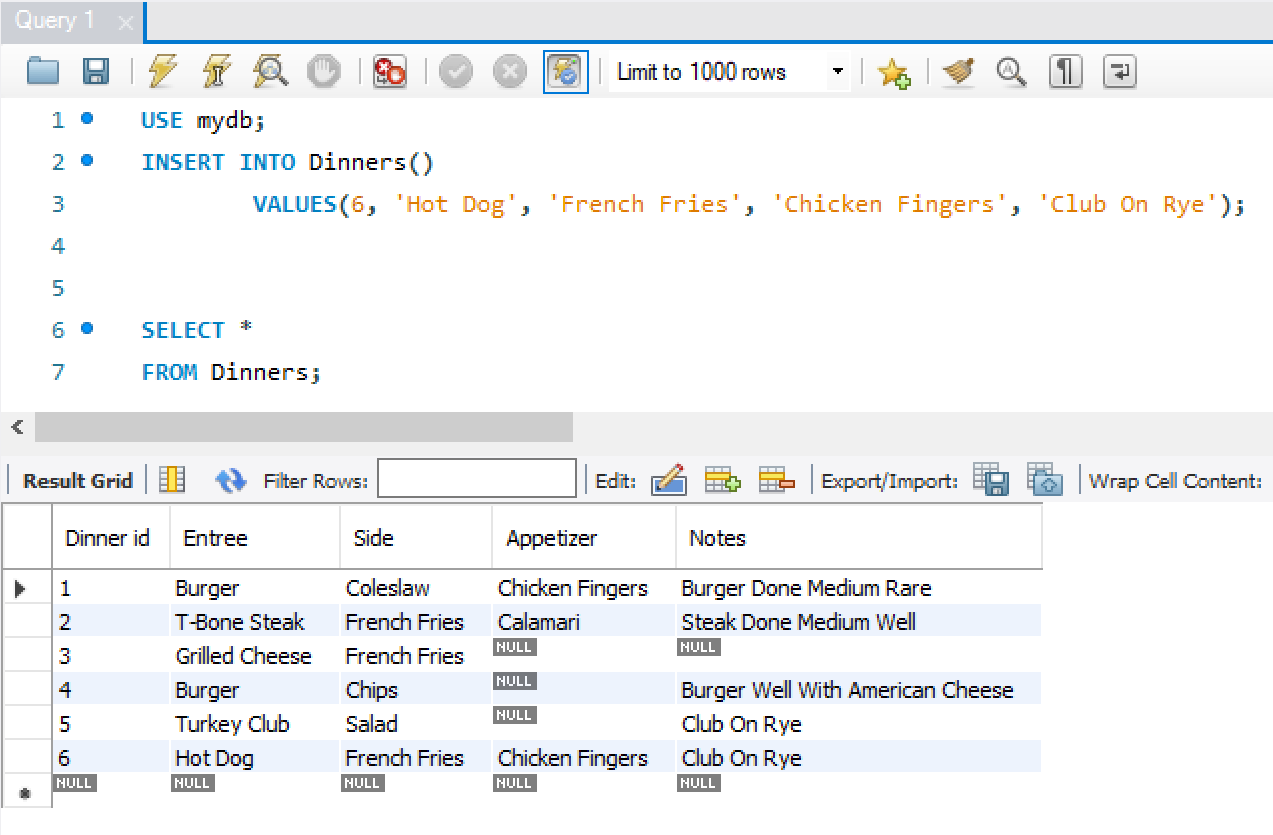 Query 1
Limit to 1000 rows
1 USE mydb;
2 INSERT INTO Dinners()
3 VALUES(6, 'Hot Dog', 'French Fries', 'Chicken Fingers', 'Club On Rye');
4
5
6 SELECT *
7 FROM Dinners;
Result Grid Filter Rows: Edit: Export/Import: Wrap Cell Content:
Dinner id Entree Side Appetizer Notes
1 Burger Coleslaw Chicken Fingers Burger Done Medium Rare
2 T-Bone Steak French Fries Calamari Steak Done Medium Well
3 Grilled Cheese French Fries NULL NULL
4 Burger Chips NULL Burger Well With American Cheese
5 Turkey Club Salad NULL Club On Rye
6 Hot Dog French Fries Chicken Fingers Club On Rye
NULL NULL NULL NULL NULL